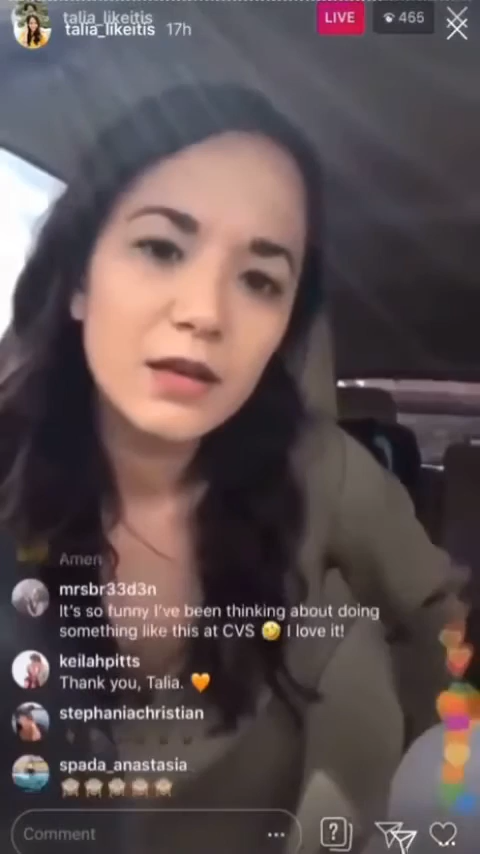 talia_likeitis
talia_likeitis 17h
LIVE
465
Amen
mrsbr33d3n
It's so funny I've been thinking about doing
something like this at CVS 🤣 I love it!
keilahpitts
Thank you, Talia. 🧡
stephaniachristian
spada_anastasia
🙈🙈🙈🙈🙈
Comment
?